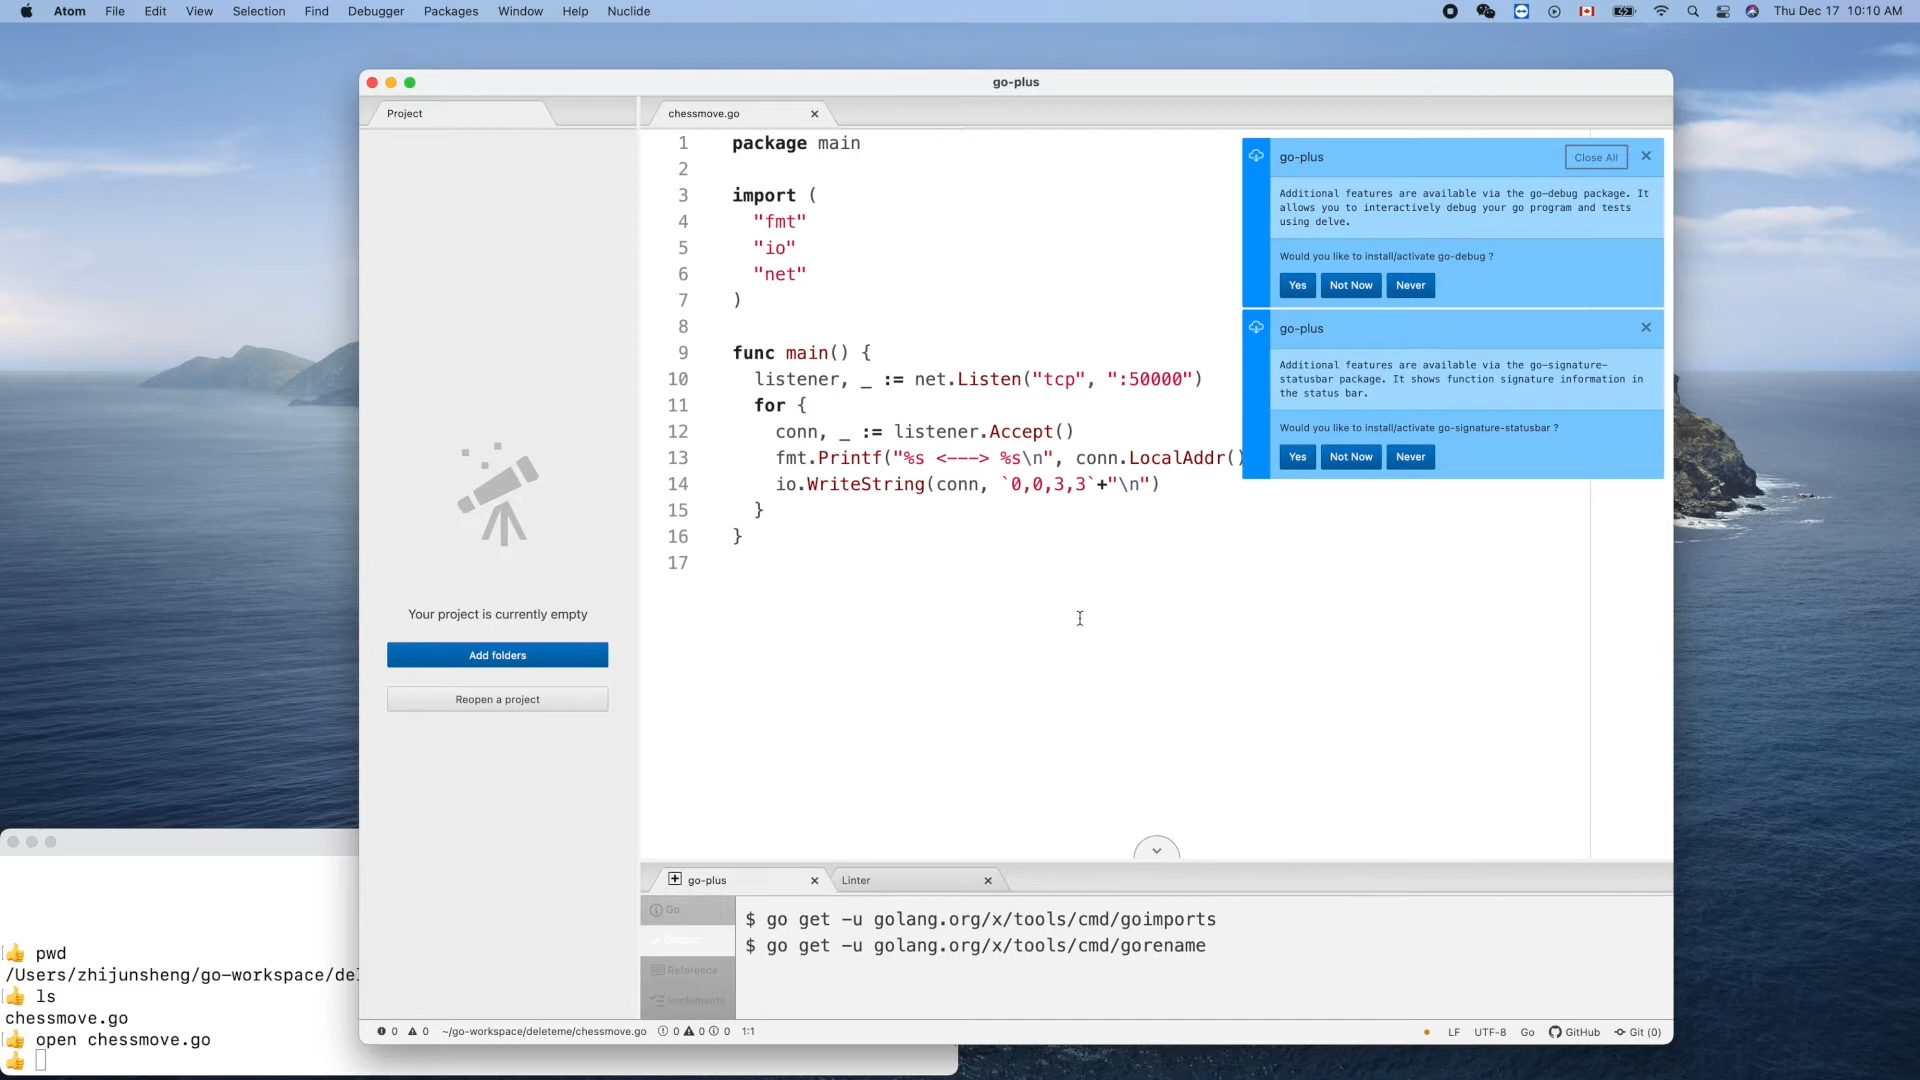 Atom File Edit View Selection Find Debugger Packages Window Help Nuclide Thu Dec 17 10:10 AM
go-plus
Project
chessmove.go
1 package main
2
3 import (
4 "fmt"
5 "io"
6 "net"
7 )
8
9 func main() {
10 listener, _ := net.Listen("tcp", ":50000")
11 for {
12 conn, _ := listener.Accept()
13 fmt.Printf("%s <---> %s\n", conn.LocalAddr()
14 io.WriteString(conn, `0,0,3,3`+"\n")
15 }
16 }
17
go-plus Close All
Additional features are available via the go-debug package. It
allows you to interactively debug your go program and tests
using delve.
Would you like to install/activate go-debug ?
Yes Not Now Never
go-plus
Additional features are available via the go-signature-
statusbar package. It shows function signature information in
the status bar.
Would you like to install/activate go-signature-statusbar ?
Yes Not Now Never
Your project is currently empty
Add folders
Reopen a project
go-plus Linter
Go
Reference
Implements
$ go get -u golang.org/x/tools/cmd/goimports
$ go get -u golang.org/x/tools/cmd/gorename
0 0 ~/go-workspace/deleteme/chessmove.go 0 0 0 1:1 LF UTF-8 Go GitHub Git (0)
pwd
/Users/zhijunsheng/go-workspace/del
ls
chessmove.go
open chessmove.go